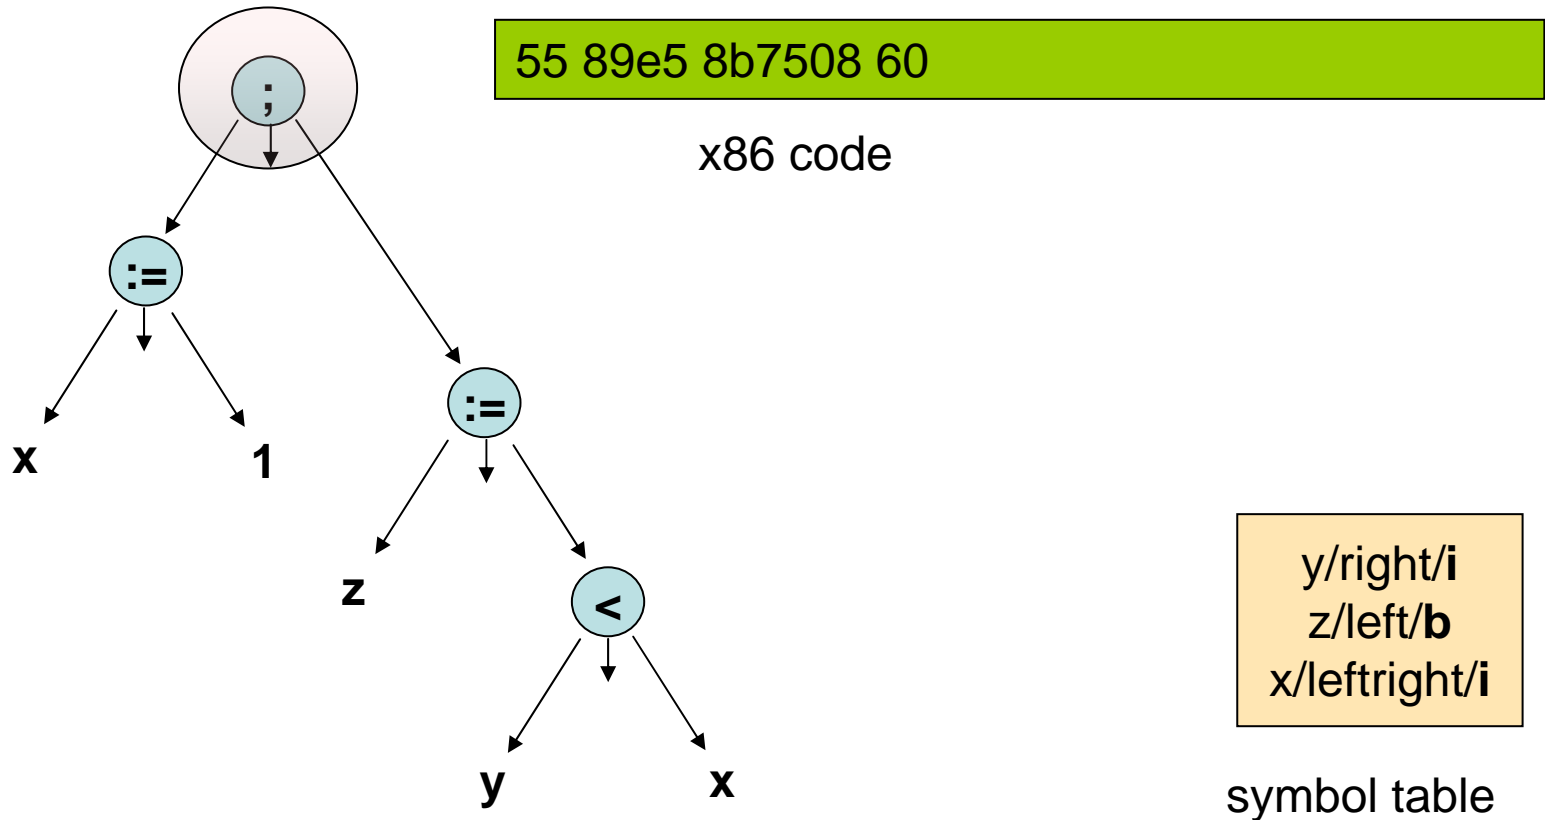 55 89e5 8b7508 60
;
x86 code
:=
:=
x
1
z
<
y
x
y/right/i
z/left/b
x/leftright/i
symbol table